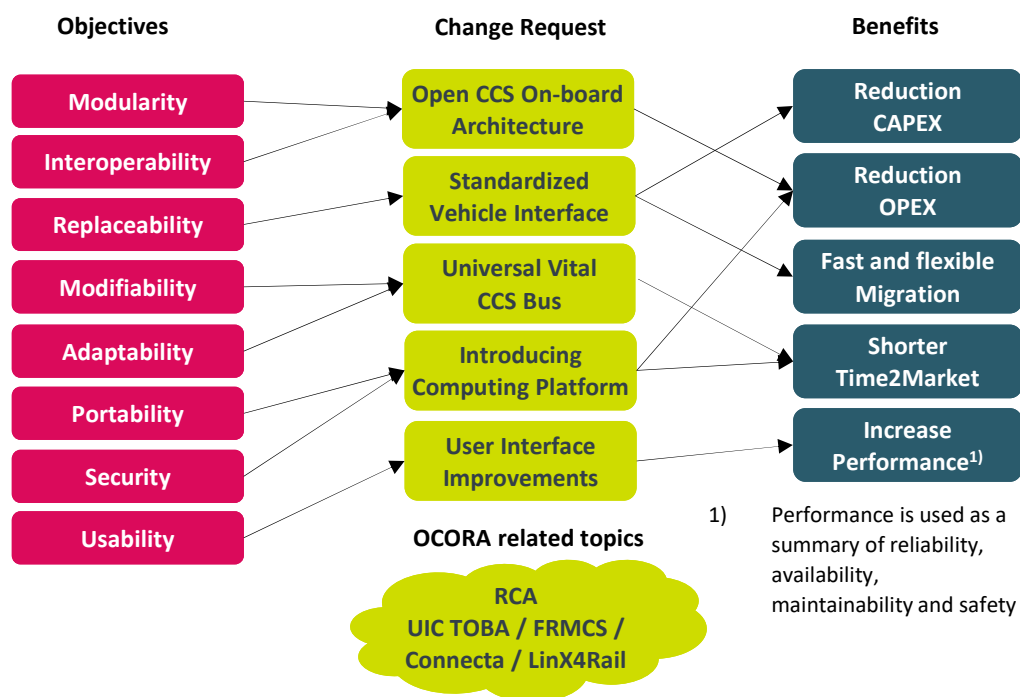 Objectives
Modularity
Interoperability
Replaceability
Modifiability
Adaptability
Portability
Security
Usability
Change Request
Open CCS On-board
Architecture
Standardized
Vehicle Interface
Universal Vital
CCS Bus
Introducing
Computing Platform
User Interface
Improvements
Benefits
Reduction
CAPEX
Reduction
OPEX
Fast and flexible
Migration
Shorter
Time2Market
Increase
Performance1)
1) Performance is used as a
summary of reliability,
availability,
maintainability and safety
OCORA related topics
RCA
UIC TOBA / FRMCS /
Connecta / LinX4Rail